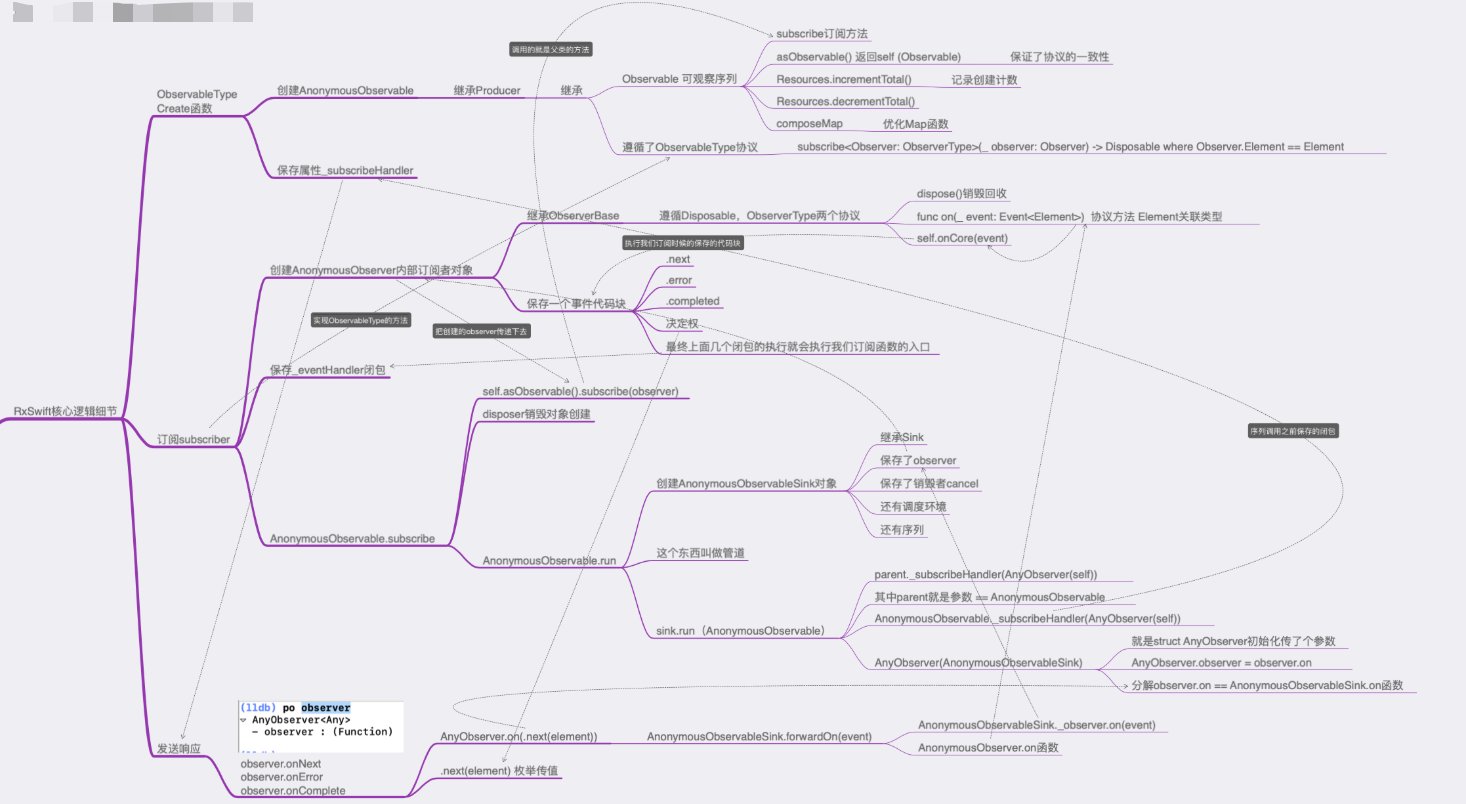 RxSwift核心逻辑细节
ObservableType
Create函数
创建AnonymousObservable
继承Producer
继承
Observable 可观察序列
subscribe订阅方法
asObservable() 返回self (Observable)
保证了协议的一致性
Resources.incrementTotal()
记录创建计数
Resources.decrementTotal()
composeMap
优化Map函数
遵循了ObservableType协议
subscribe<Observer: ObserverType>(_ observer: Observer) -> Disposable where Observer.Element == Element
保存属性_subscribeHandler
调用的就是父类的方法
订阅subscriber
创建AnonymousObserver内部订阅者对象
继承ObserverBase
遵循Disposable，ObserverType两个协议
dispose()销毁回收
func on(_ event: Event<Element>) 协议方法 Element关联类型
self.onCore(event)
执行我们订阅时候的保存的代码块
保存一个事件代码块
.next
.error
.completed
决定权
最终上面几个闭包的执行就会执行我们订阅函数的入口
实现ObservableType的方法
把创建的observer传递下去
保存_eventHandler闭包
AnonymousObservable.subscribe
self.asObservable().subscribe(observer)
disposer销毁对象创建
AnonymousObservable.run
创建AnonymousObservableSink对象
继承Sink
保存了observer
保存了销毁者cancel
还有调度环境
还有序列
这个东西叫做管道
sink.run（AnonymousObservable）
parent._subscribeHandler(AnyObserver(self))
其中parent就是参数 == AnonymousObservable
AnonymousObservable._subscribeHandler(AnyObserver(self))
AnyObserver(AnonymousObservableSink)
就是struct AnyObserver初始化传了个参数
AnyObserver.observer = observer.on
分解observer.on == AnonymousObservableSink.on函数
序列调用之前保存的闭包
发送响应
(lldb) po observer
AnyObserver<Any>
- observer : (Function)
observer.onNext
observer.onError
observer.onComplete
AnyObserver.on(.next(element))
AnonymousObservableSink.forwardOn(event)
AnonymousObservableSink._observer.on(event)
AnonymousObserver.on函数
.next(element) 枚举传值